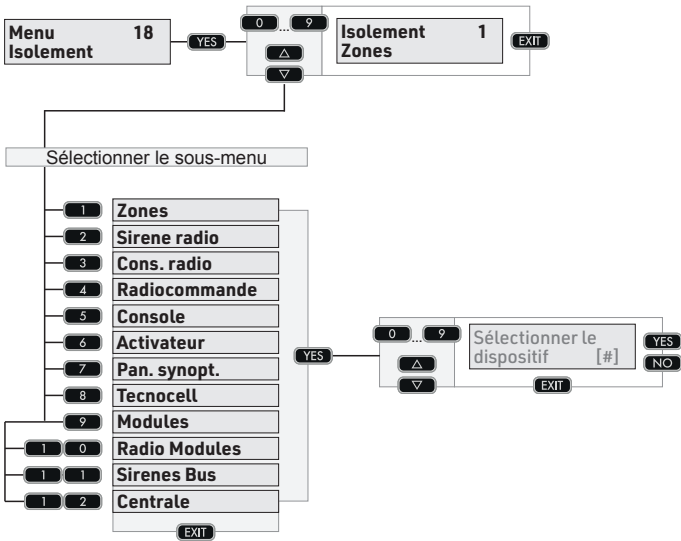 Menu 18
Isolement
YES
0 ... 9
Isolement 1
Zones
EXIT
Sélectionner le sous-menu
1 Zones
2 Sirene radio
3 Cons. radio
4 Radiocommande
5 Console
6 Activateur
7 Pan. synopt.
8 Tecnocell
9 Modules
1 0 Radio Modules
1 1 Sirenes Bus
1 2 Centrale
EXIT
YES
0 ... 9
Sélectionner le
dispositif [#]
YES
NO
EXIT